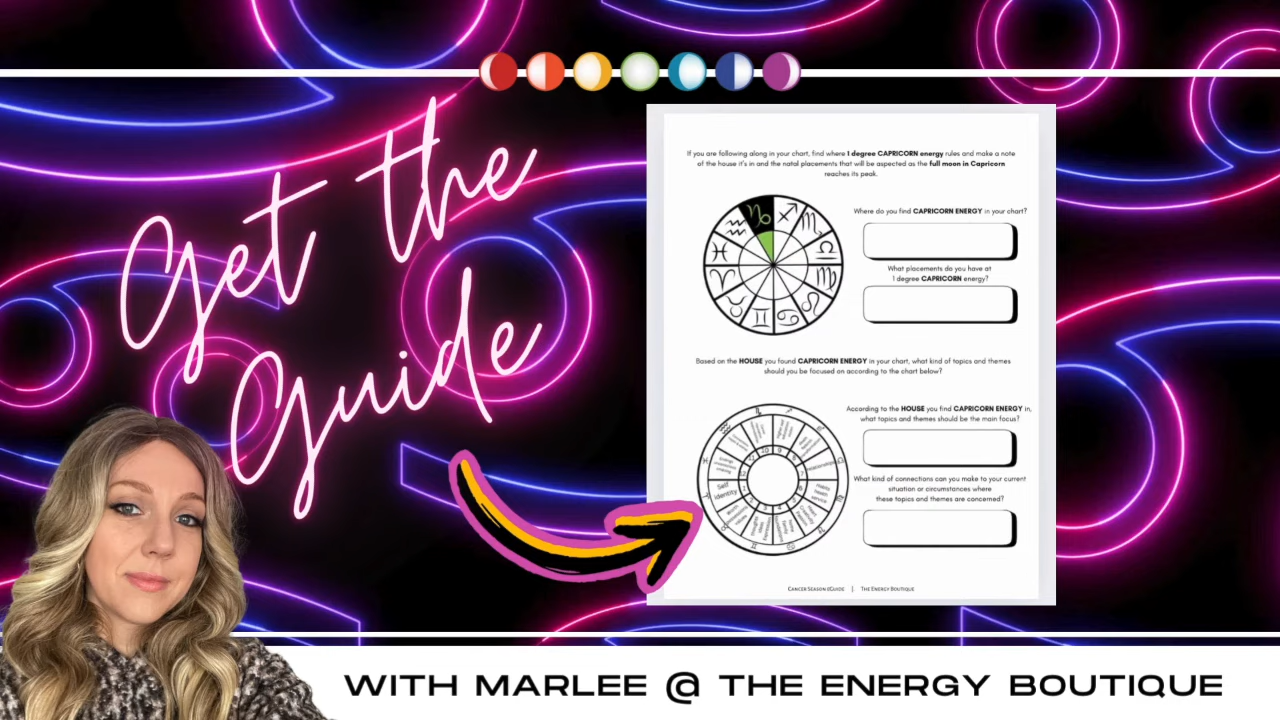 Get the
Guide
If you are following along in your chart, find where 1 degree CAPRICORN energy rules and make a note
of the house it's in and the natal placements that will be aspected as the full moon in Capricorn
reaches its peak.
Where do you find CAPRICORN ENERGY in your chart?
What placements do you have at
1 degree CAPRICORN energy?
Based on the HOUSE you found CAPRICORN ENERGY in your chart, what kind of topics and themes
should you be focused on according to the chart below?
According to the HOUSE you find CAPRICORN ENERGY in,
what topics and themes should be the main focus?
What kind of connections can you make to your current
situation or circumstances where
these topics and themes are concerned?
Self
Identity
Habits
health
service
CANCER SEASON EGUIDE | THE ENERGY BOUTIQUE
WITH MARLEE @ THE ENERGY BOUTIQUE